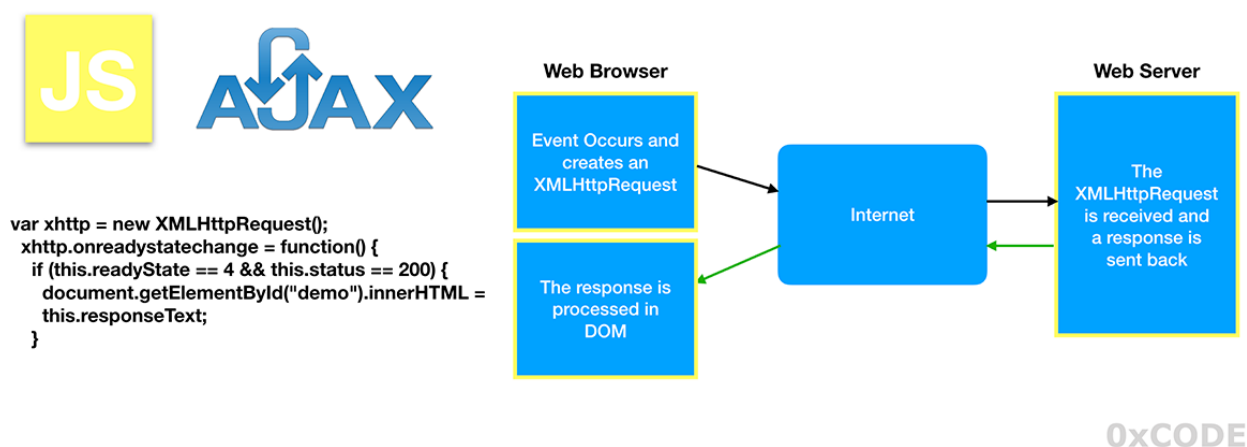 JS
AJAX
var xhttp = new XMLHttpRequest();
xhttp.onreadystatechange = function() {
if (this.readyState == 4 && this.status == 200) {
document.getElementById("demo").innerHTML =
this.responseText;
}
Web Browser
Event Occurs and
creates an
XMLHttpRequest
The response is
processed in
DOM
Internet
Web Server
The
XMLHttpRequest
is received and
a response is
sent back
0xCODE